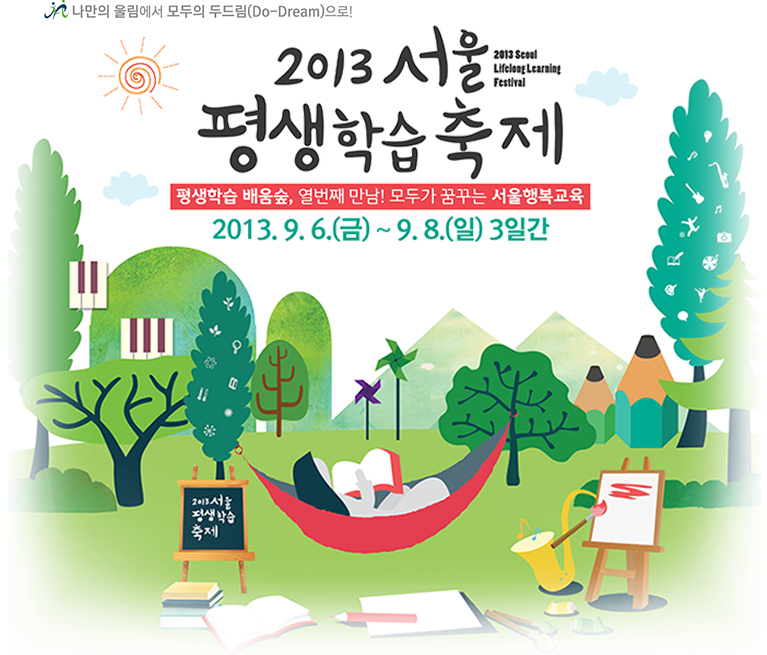 나만의 울림에서 모두의 두드림(Do-Dream)으로!
2013 서울
2013 Seoul
Lifelong Learning
Festival
평생학습축제
평생학습 배움숲, 열번째 만남! 모두가 꿈꾸는 서울행복교육
2013. 9. 6.(금) ~ 9. 8.(일) 3일간
2013 서울
평생학습
축제